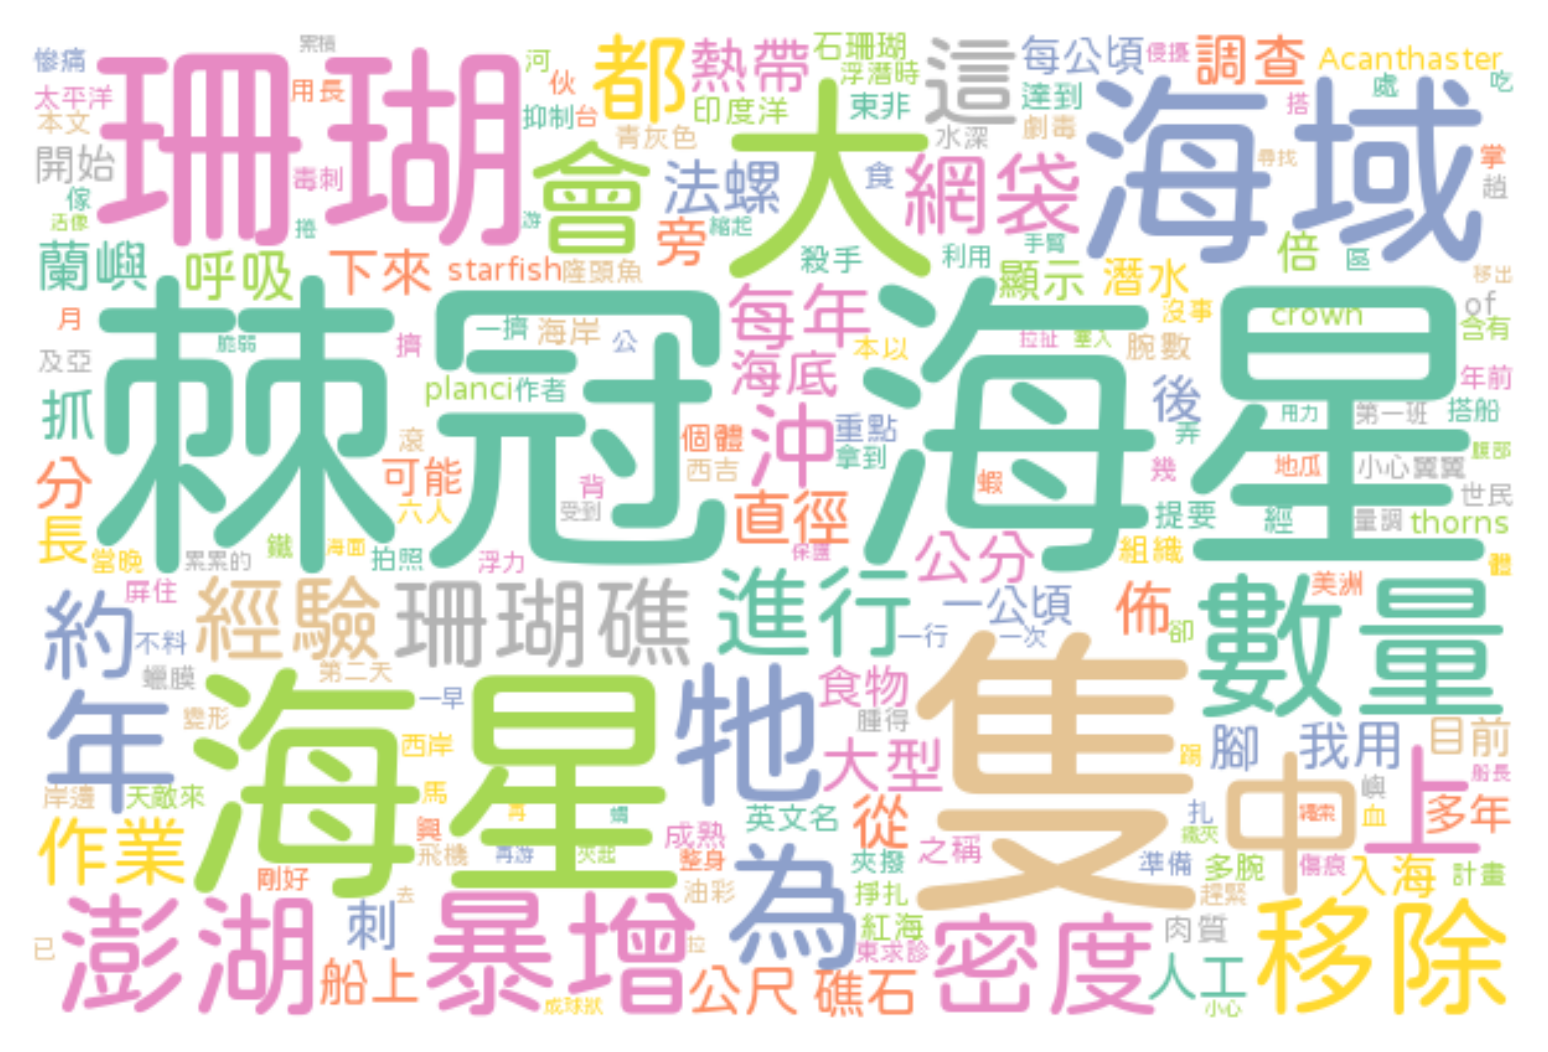 慘痛
太平洋
本文
開始
傢
活像
珊瑚
累積
用長
毒刺
捲
河
伙
抑制
台
青灰色
游
都
熱帶
石珊瑚
浮潛時
印度洋
東非
這
水深
每公頃
侵擾
達到
劇毒
調查
搭
Acanthaster
處
吃
會
法螺
旁
縮起
大
食
網袋
手臂
海域
尋找
掌
趙
蘭嶼
呼吸
下來
starfish
隆頭魚
殺手
利用
顯示
潛水
倍
區
移出
月
及亞
抓
脆弱
棘冠海星
一擠
海岸
公
擠
planci
作者
每年
海底
本以
拉扯
塞入
沒事
腕數
crown
of
含有
年前
後
用力
第一班
搭船
弄
分
滾
可能
六人
背
受到
個體
西吉
沖
重點
拿到
直徑
蝦
幾
地瓜
小心翼翼
腹部
世民
長
當晚
累累的
鐵
海面
拍照
浮力
保護
公分
組織
提要
經
量調
thorns
體
約
屏住
不料
經驗
珊瑚礁
進行
一公頃
一行
一次
佈
卻
美洲
數量
蠟膜
第二天
一早
年
變形
海星
西岸
牠
食物
腫得
大型
隻
踢
腳
我用
目前
船長
岸邊
天敵來
馬
再
蝟
英文名
從
扎
中
繩索
嶼
血
上
多年
作業
興
飛機
再游
夾起
成熟
整身
夾撥
之稱
準備
鐵夾
多腕
傷痕
入海
計畫
剛好
去
油彩
為
掙扎
趕緊
已
澎湖
刺
船上
暴增
拉
成球狀
公尺
紅海
東求診
礁石
密度
肉質
人工
小心
移除